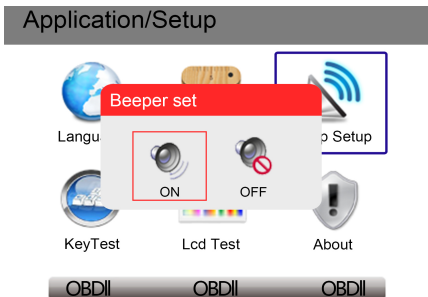 Application/Setup
Beeper set
Langu
p Setup
ON
OFF
KeyTest
Lcd Test
About
OBDII
OBDII
OBDII